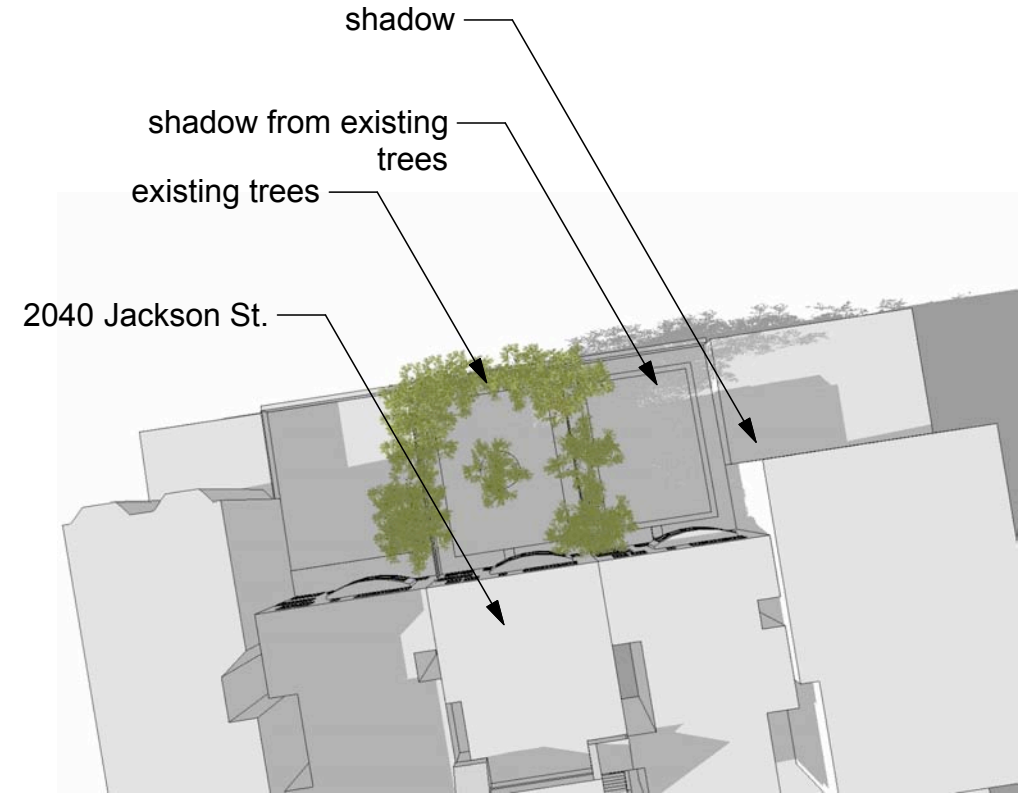 shadow
shadow from existing
trees
existing trees
2040 Jackson St.